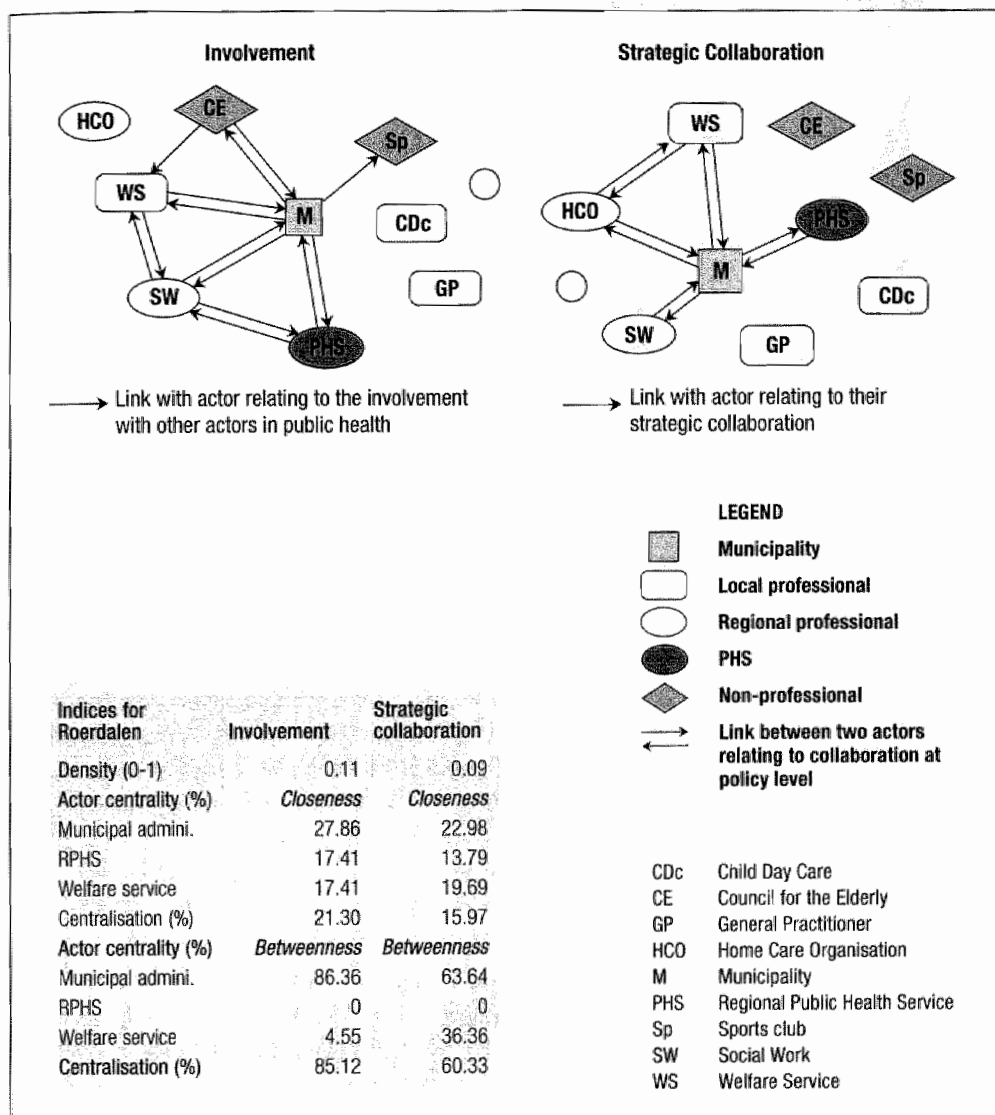 Involvement
HCO
CE
Sp
WS
M
CDc
GP
SW
PHS
Link with actor relating to the involvement
with other actors in public health
Strategic Collaboration
WS
CE
Sp
HCO
PHS
M
CDc
SW
GP
Link with actor relating to their
strategic collaboration
LEGEND
Municipality
Local professional
Regional professional
PHS
Non-professional
Link between two actors
relating to collaboration at
policy level
Indices for
Roerdalen Involvement Strategic
collaboration
Density (0-1) 0.11 0.09
Actor centrality (%) Closeness Closeness
Municipal admini. 27.86 22.98
RPHS 17.41 13.79
Welfare service 17.41 19.69
Centralisation (%) 21.30 15.97
Actor centrality (%) Betweenness Betweenness
Municipal admini. 86.36 63.64
RPHS 0 0
Welfare service 4.55 36.36
Centralisation (%) 85.12 60.33
CDc Child Day Care
CE Council for the Elderly
GP General Practitioner
HCO Home Care Organisation
M Municipality
PHS Regional Public Health Service
Sp Sports club
SW Social Work
WS Welfare Service